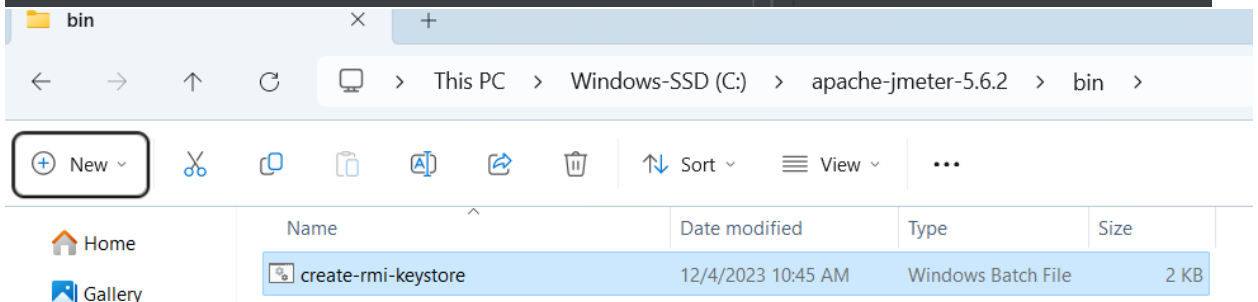 bin
This PC > Windows-SSD (C:) > apache-jmeter-5.6.2 > bin >
New Sort View
Name Date modified Type Size
Home
create-rmi-keystore 12/4/2023 10:45 AM Windows Batch File 2 KB
Gallery